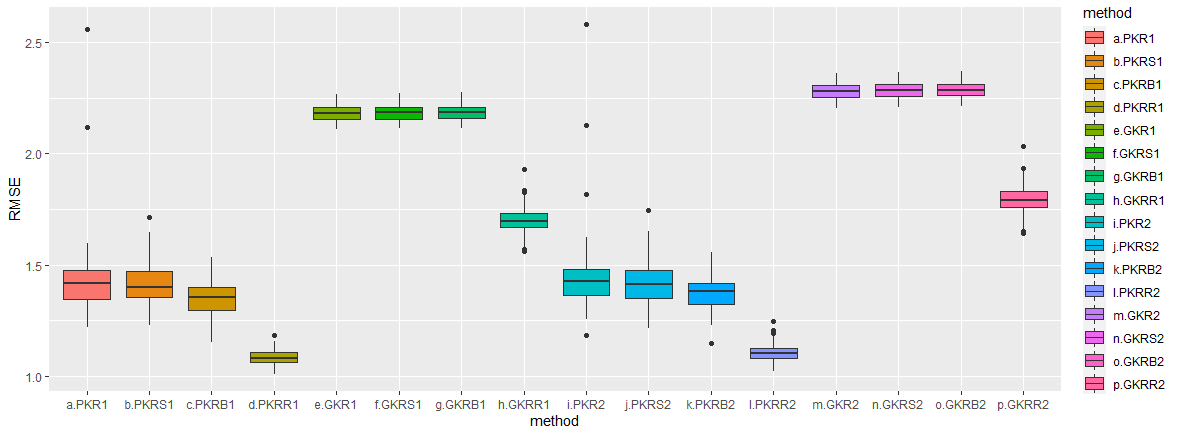 2.5
2.0
1.5
1.0
RMSE
a.PKR1 b.PKRS1 c.PKRB1 d.PKRR1 e.GKR1 f.GKRS1 g.GKRB1 h.GKRR1 i.PKR2 j.PKRS2 k.PKRB2 l.PKRR2 m.GKR2 n.GKRS2 o.GKRB2 p.GKRR2
method
method
a.PKR1
b.PKRS1
c.PKRB1
d.PKRR1
e.GKR1
f.GKRS1
g.GKRB1
h.GKRR1
i.PKR2
j.PKRS2
k.PKRB2
l.PKRR2
m.GKR2
n.GKRS2
o.GKRB2
p.GKRR2